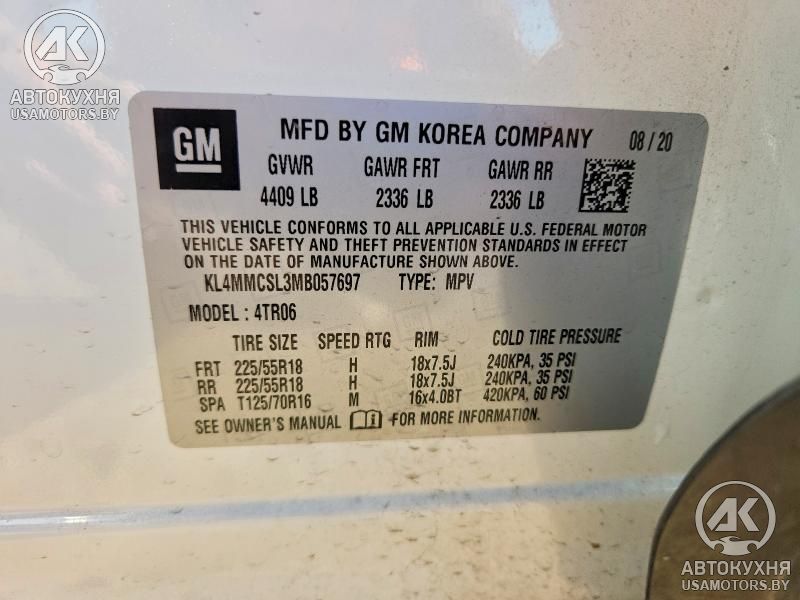 АК
АВТОКУХНЯ
USAMOTORS.BY
GM MFD BY GM KOREA COMPANY 08 / 20
GVWR GAWR FRT GAWR RR
4409 LB 2336 LB 2336 LB
THIS VEHICLE CONFORMS TO ALL APPLICABLE U.S. FEDERAL MOTOR
VEHICLE SAFETY AND THEFT PREVENTION STANDARDS IN EFFECT
ON THE DATE OF MANUFACTURE SHOWN ABOVE.
KL4MMCSL3MB057697 TYPE: MPV
MODEL : 4TR06
TIRE SIZE SPEED RTG RIM COLD TIRE PRESSURE
FRT 225/55R18 H 18x7.5J 240KPA, 35 PSI
RR 225/55R18 H 18x7.5J 240KPA, 35 PSI
SPA T125/70R16 M 16x4.0BT 420KPA, 60 PSI
SEE OWNER'S MANUAL FOR MORE INFORMATION.
АК
АВТОКУХНЯ
USAMOTORS.BY